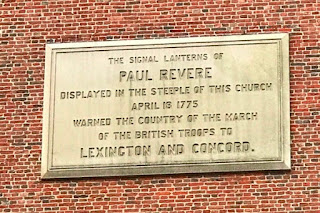 THE SIGNAL LANTERNS OF
PAUL REVERE
DISPLAYED IN THE STEEPLE OF THIS CHURCH
APRIL 18 1775
WARNED THE COUNTRY OF THE MARCH
OF THE BRITISH TROOPS TO
LEXINGTON AND CONCORD.